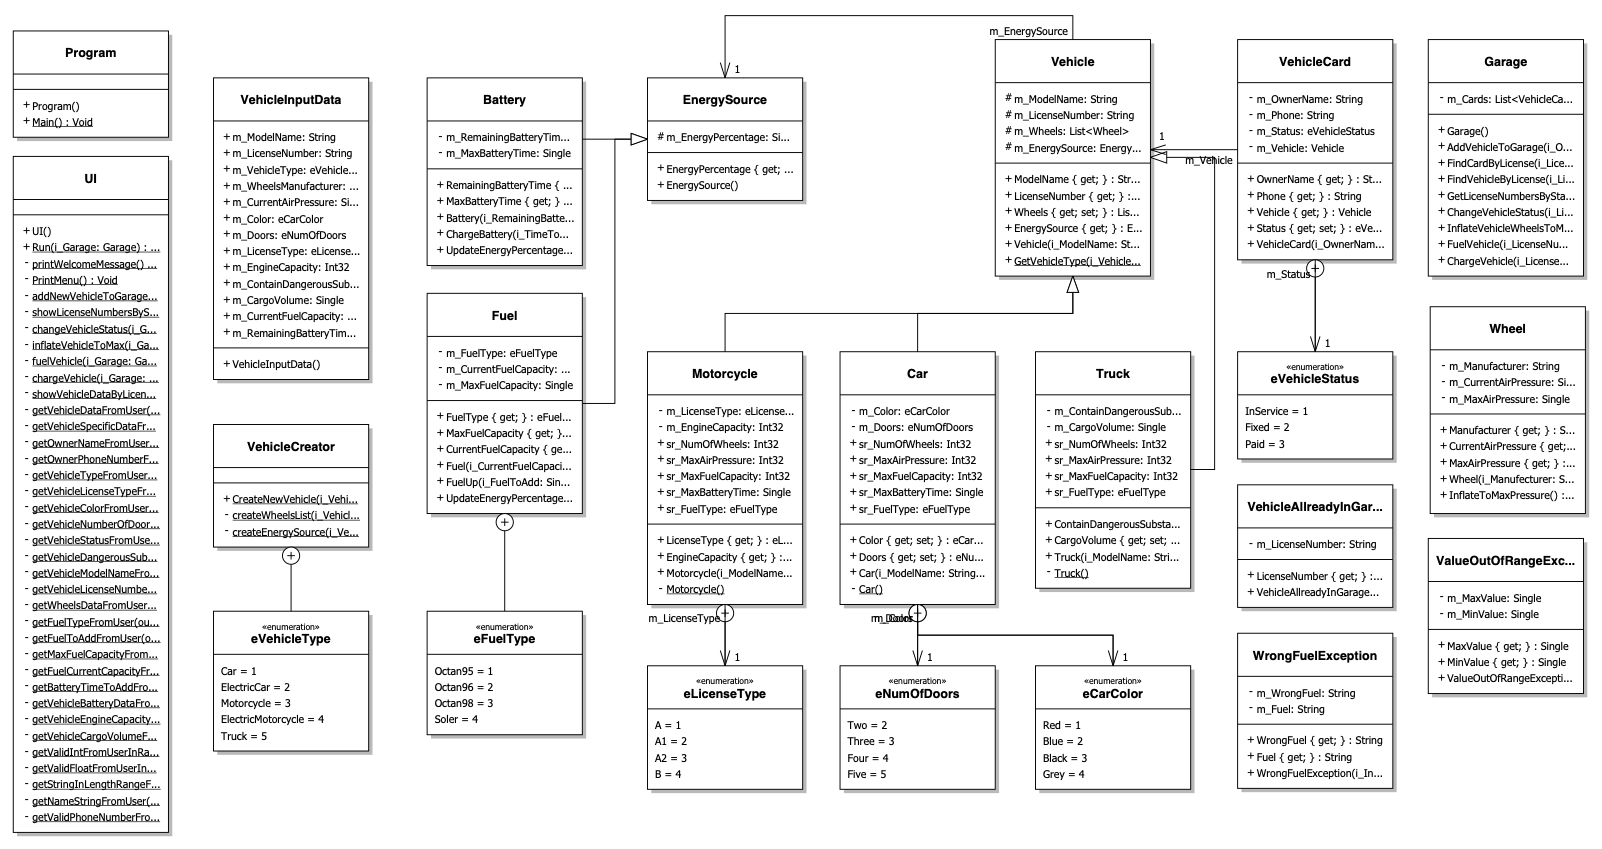 Program
+ Program()
+ Main() : Void
UI
+ UI()
+ Run(i_Garage: Garage) : ...
- printWelcomeMessage() ...
- PrintMenu() : Void
- addNewVehicleToGarage...
- showLicenseNumbersByS...
- changeVehicleStatus(i_G...
- inflateVehicleToMax(i_Ga...
- fuelVehicle(i_Garage: Ga...
- chargeVehicle(i_Garage: ...
- showVehicleDataByLicen...
- getVehicleDataFromUser(...
- getVehicleSpecificDataFr...
- getOwnerNameFromUser...
- getOwnerPhoneNumberF...
- getVehicleTypeFromUser...
- getVehicleLicenseTypeFr...
- getVehicleColorFromUser...
- getVehicleNumberOfDoor...
- getVehicleStatusFromUse...
- getVehicleDangerousSub...
- getVehicleModelNameFro...
- getVehicleLicenseNumbe...
- getWheelsDataFromUser...
- getFuelTypeFromUser(ou...
- getFuelToAddFromUser(o...
- getMaxFuelCapacityFrom...
- getFuelCurrentCapacityFr...
- getBatteryTimeToAddFro...
- getVehicleBatteryDataFro...
- getVehicleEngineCapacity...
- getVehicleCargoVolumeF...
- getValidIntFromUserInRa...
- getValidFloatFromUserIn...
- getStringInLengthRangeF...
- getNameStringFromUser(...
- getValidPhoneNumberFro...
VehicleInputData
+ m_ModelName: String
+ m_LicenseNumber: String
+ m_VehicleType: eVehicle...
+ m_WheelsManufacturer: ...
+ m_CurrentAirPressure: Si...
+ m_Color: eCarColor
+ m_Doors: eNumOfDoors
+ m_LicenseType: eLicense...
+ m_EngineCapacity: Int32
+ m_ContainDangerousSub...
+ m_CargoVolume: Single
+ m_CurrentFuelCapacity: ...
+ m_RemainingBatteryTim...
+ VehicleInputData()
VehicleCreator
+ CreateNewVehicle(i_Vehi...
- createWheelsList(i_Vehicl...
- createEnergySource(i_Ve...
«enumeration»
eVehicleType
Car = 1
ElectricCar = 2
Motorcycle = 3
ElectricMotorcycle = 4
Truck = 5
Battery
- m_RemainingBatteryTim...
- m_MaxBatteryTime: Single
+ RemainingBatteryTime { ...
+ MaxBatteryTime { get; } ...
+ Battery(i_RemainingBatte...
+ ChargeBattery(i_TimeTo...
+ UpdateEnergyPercentage...
Fuel
- m_FuelType: eFuelType
- m_CurrentFuelCapacity: ...
- m_MaxFuelCapacity: Single
+ FuelType { get; } : eFuel...
+ MaxFuelCapacity { get; }...
+ CurrentFuelCapacity { ge...
+ Fuel(i_CurrentFuelCapaci...
+ FuelUp(i_FuelToAdd: Sin...
+ UpdateEnergyPercentage...
«enumeration»
eFuelType
Octan95 = 1
Octan96 = 2
Octan98 = 3
Soler = 4
1
EnergySource
# m_EnergyPercentage: Si...
+ EnergyPercentage { get; ...
+ EnergySource()
m_EnergySource
Vehicle
# m_ModelName: String
# m_LicenseNumber: String
# m_Wheels: List<Wheel>
# m_EnergySource: Energy...
+ ModelName { get; } : Str...
+ LicenseNumber { get; } :...
+ Wheels { get; set; } : Lis...
+ EnergySource { get; } : E...
+ Vehicle(i_ModelName: St...
+ GetVehicleType(i_Vehicle...
1
m_Vehicle
Motorcycle
- m_LicenseType: eLicense...
- m_EngineCapacity: Int32
+ sr_NumOfWheels: Int32
+ sr_MaxAirPressure: Int32
+ sr_MaxFuelCapacity: Int32
+ sr_MaxBatteryTime: Single
+ sr_FuelType: eFuelType
+ LicenseType { get; } : eL...
+ EngineCapacity { get; } :...
+ Motorcycle(i_ModelName...
- Motorcycle()
m_LicenseType
1
«enumeration»
eLicenseType
A = 1
A1 = 2
A2 = 3
B = 4
Car
- m_Color: eCarColor
- m_Doors: eNumOfDoors
+ sr_NumOfWheels: Int32
+ sr_MaxAirPressure: Int32
+ sr_MaxFuelCapacity: Int32
+ sr_MaxBatteryTime: Single
+ sr_FuelType: eFuelType
+ Color { get; set; } : eCar...
+ Doors { get; set; } : eNu...
+ Car(i_ModelName: String...
- Car()
m_Doors
1
«enumeration»
eNumOfDoors
Two = 2
Three = 3
Four = 4
Five = 5
Truck
- m_ContainDangerousSub...
- m_CargoVolume: Single
+ sr_NumOfWheels: Int32
+ sr_MaxAirPressure: Int32
+ sr_MaxFuelCapacity: Int32
+ sr_FuelType: eFuelType
+ ContainDangerousSubsta...
+ CargoVolume { get; set; ...
+ Truck(i_ModelName: Stri...
- Truck()
1
«enumeration»
eCarColor
Red = 1
Blue = 2
Black = 3
Grey = 4
VehicleCard
- m_OwnerName: String
- m_Phone: String
- m_Status: eVehicleStatus
- m_Vehicle: Vehicle
+ OwnerName { get; } : St...
+ Phone { get; } : String
+ Vehicle { get; } : Vehicle
+ Status { get; set; } : eVe...
+ VehicleCard(i_OwnerNam...
m_Status
1
«enumeration»
eVehicleStatus
InService = 1
Fixed = 2
Paid = 3
VehicleAllreadyInGar...
- m_LicenseNumber: String
+ LicenseNumber { get; } :...
+ VehicleAllreadyInGarage...
WrongFuelException
- m_WrongFuel: String
- m_Fuel: String
+ WrongFuel { get; } : String
+ Fuel { get; } : String
+ WrongFuelException(i_In...
Garage
- m_Cards: List<VehicleCa...
+ Garage()
+ AddVehicleToGarage(i_O...
+ FindCardByLicense(i_Lice...
+ FindVehicleByLicense(i_Li...
+ GetLicenseNumbersBySta...
+ ChangeVehicleStatus(i_Li...
+ InflateVehicleWheelsToM...
+ FuelVehicle(i_LicenseNu...
+ ChargeVehicle(i_License...
Wheel
- m_Manufacturer: String
- m_CurrentAirPressure: Si...
- m_MaxAirPressure: Single
+ Manufacturer { get; } : S...
+ CurrentAirPressure { get;...
+ MaxAirPressure { get; } :...
+ Wheel(i_Manufacturer: S...
+ InflateToMaxPressure() :...
ValueOutOfRangeExc...
- m_MaxValue: Single
- m_MinValue: Single
+ MaxValue { get; } : Single
+ MinValue { get; } : Single
+ ValueOutOfRangeExcepti...